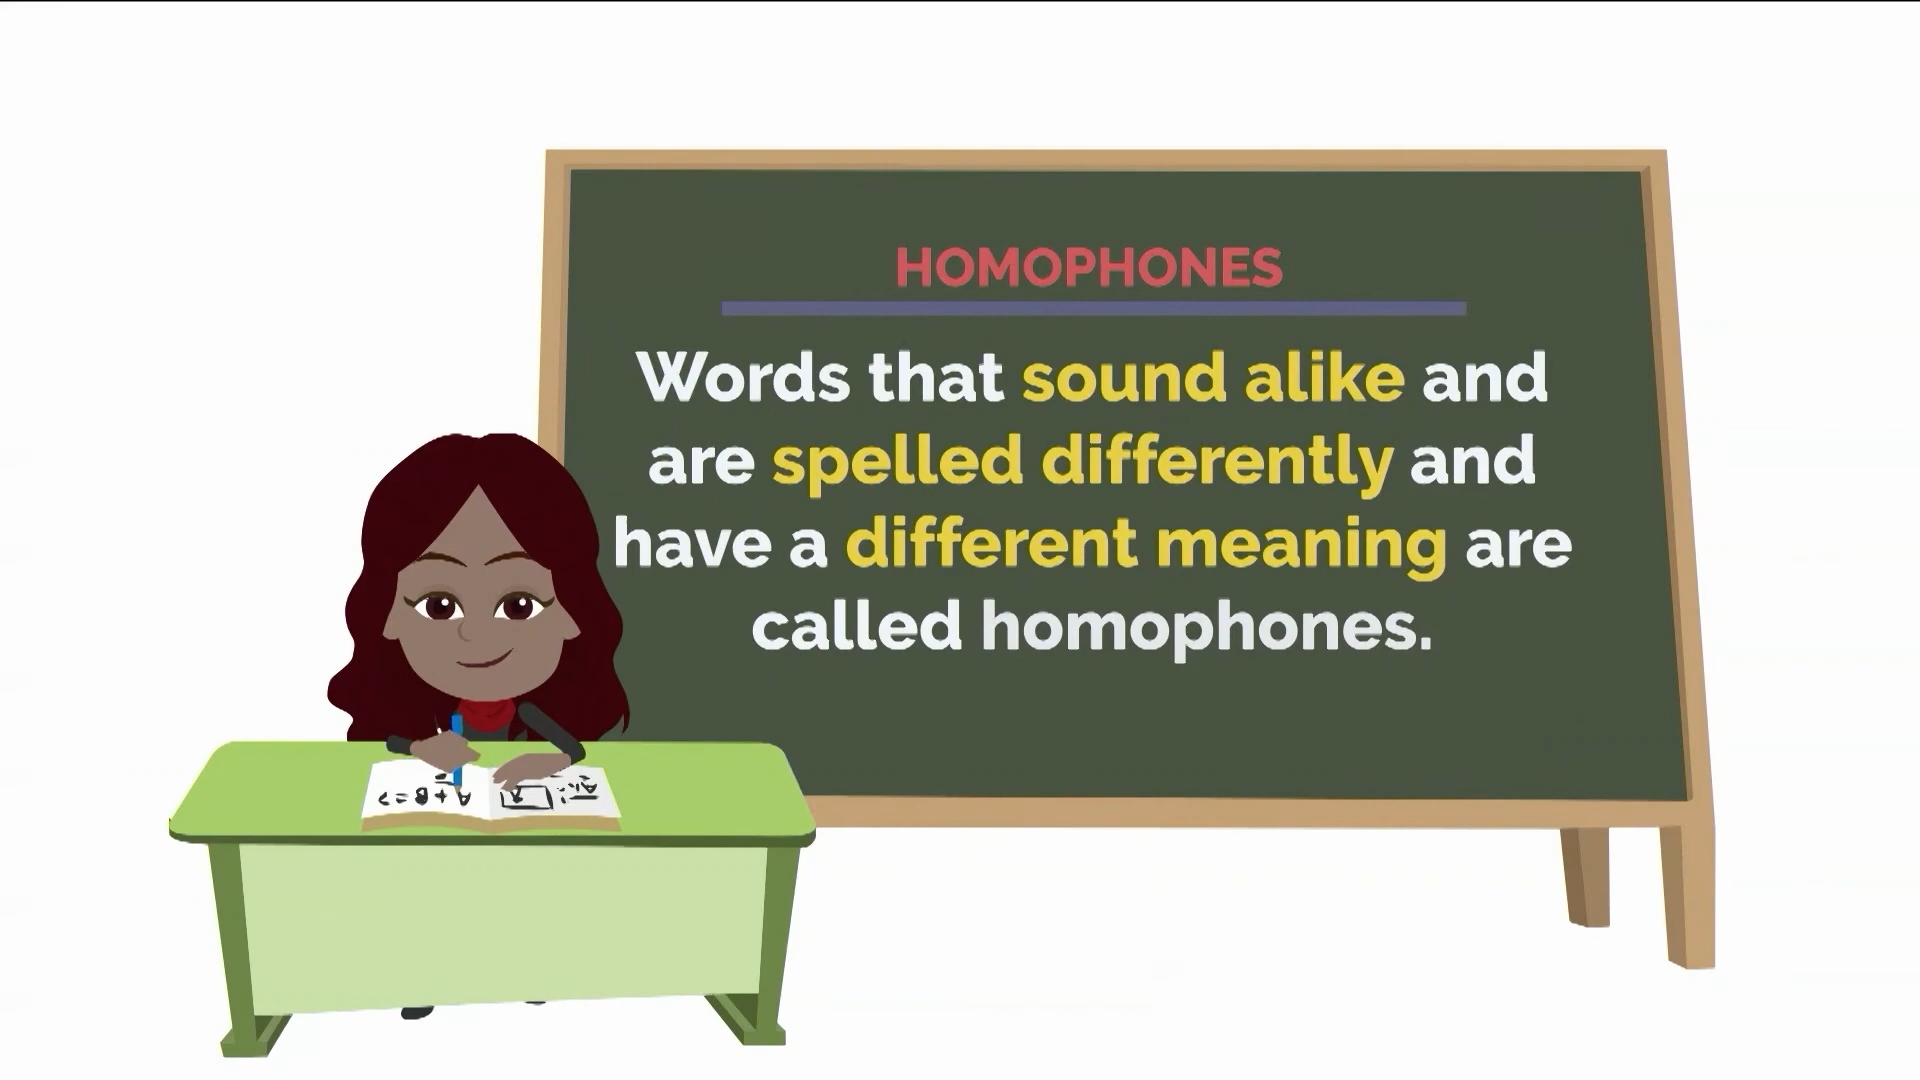 HOMOPHONES
Words that sound alike and
are spelled differently and
have a different meaning are
called homophones.